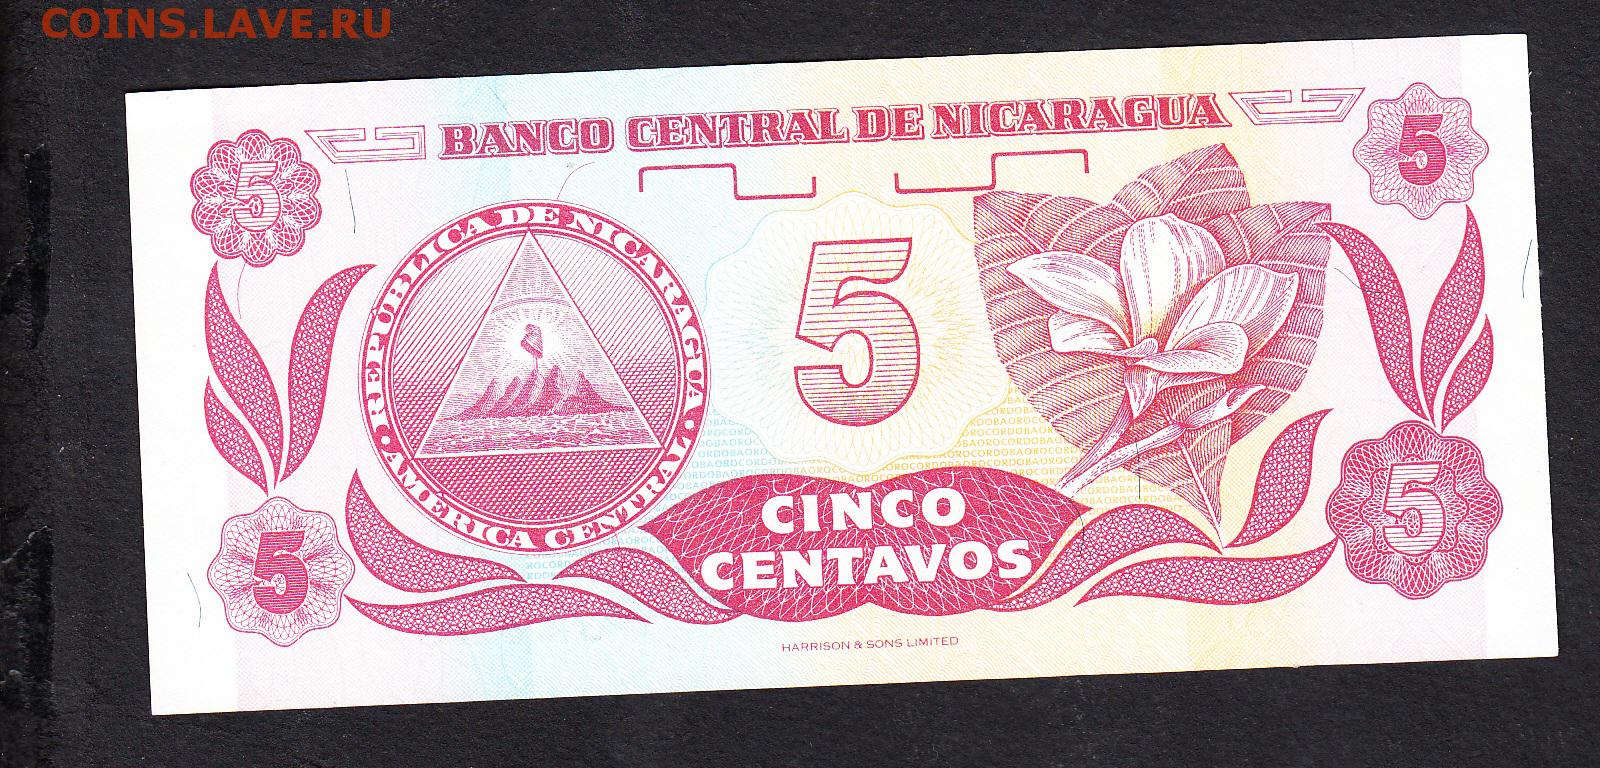 COINS.LAVE.RU
BANCO CENTRAL DE NICARAGUA
5
5
REPUBLICA DE NICARAGUA
AMERICA CENTRAL
5
CINCO
CENTAVOS
5
5
HARRISON & SONS LIMITED